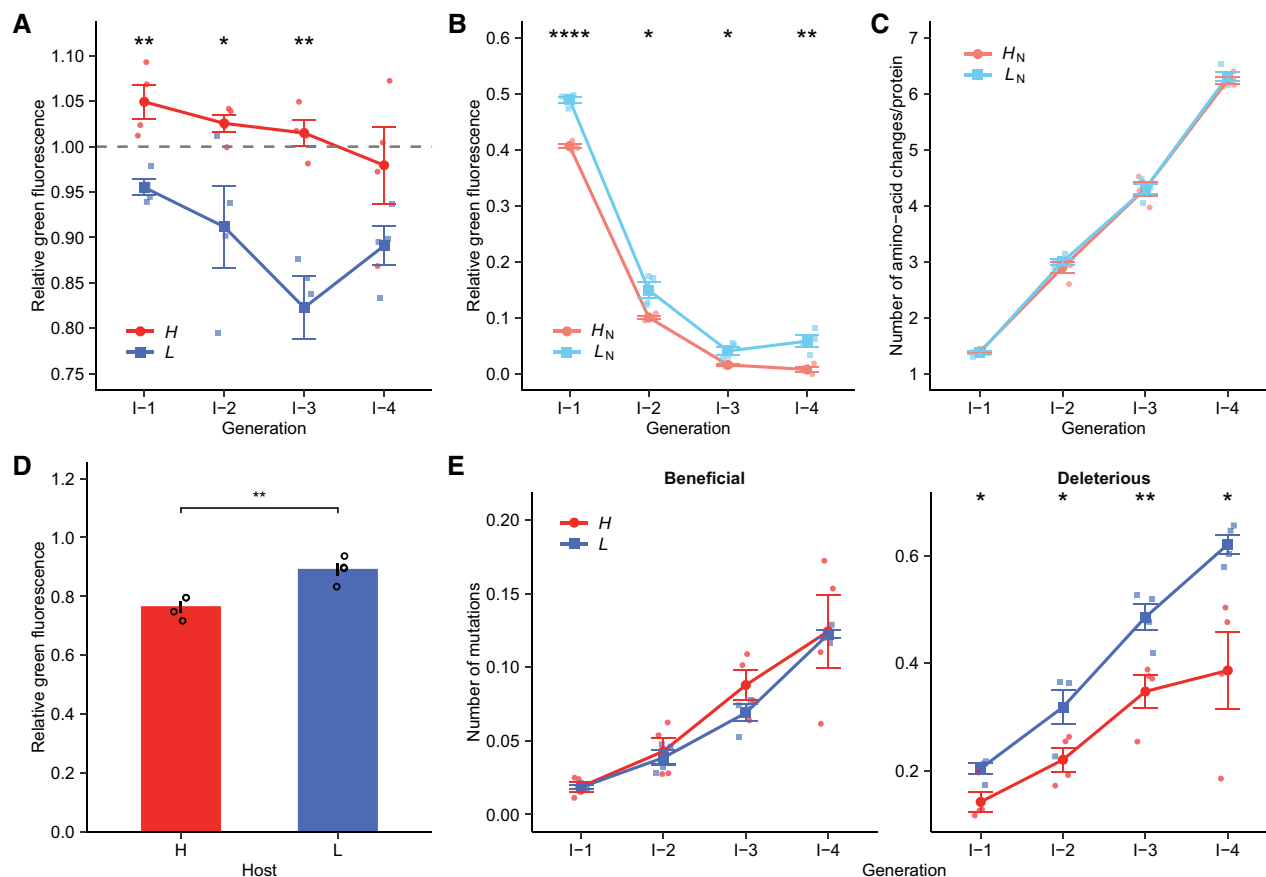 A
** * **
Relative green fluorescence
1.10
1.05
1.00
0.95
0.90
0.85
0.80
0.75
H
L
I−1 I−2 I−3 I−4
Generation
B
**** * * **
Relative green fluorescence
0.6
0.5
0.4
0.3
0.2
0.1
0.0
HN
LN
I−1 I−2 I−3 I−4
Generation
C
Number of amino−acid changes/protein
7
6
5
4
3
2
1
HN
LN
I−1 I−2 I−3 I−4
Generation
D
Relative green fluorescence
1.2
1.0
0.8
0.6
0.4
0.2
0.0
**
H L
Host
E
Beneficial
Number of mutations
0.20
0.15
0.10
0.05
0.00
H
L
I−1 I−2 I−3 I−4
Deleterious
* * ** *
0.6
0.4
0.2
I−1 I−2 I−3 I−4
Generation